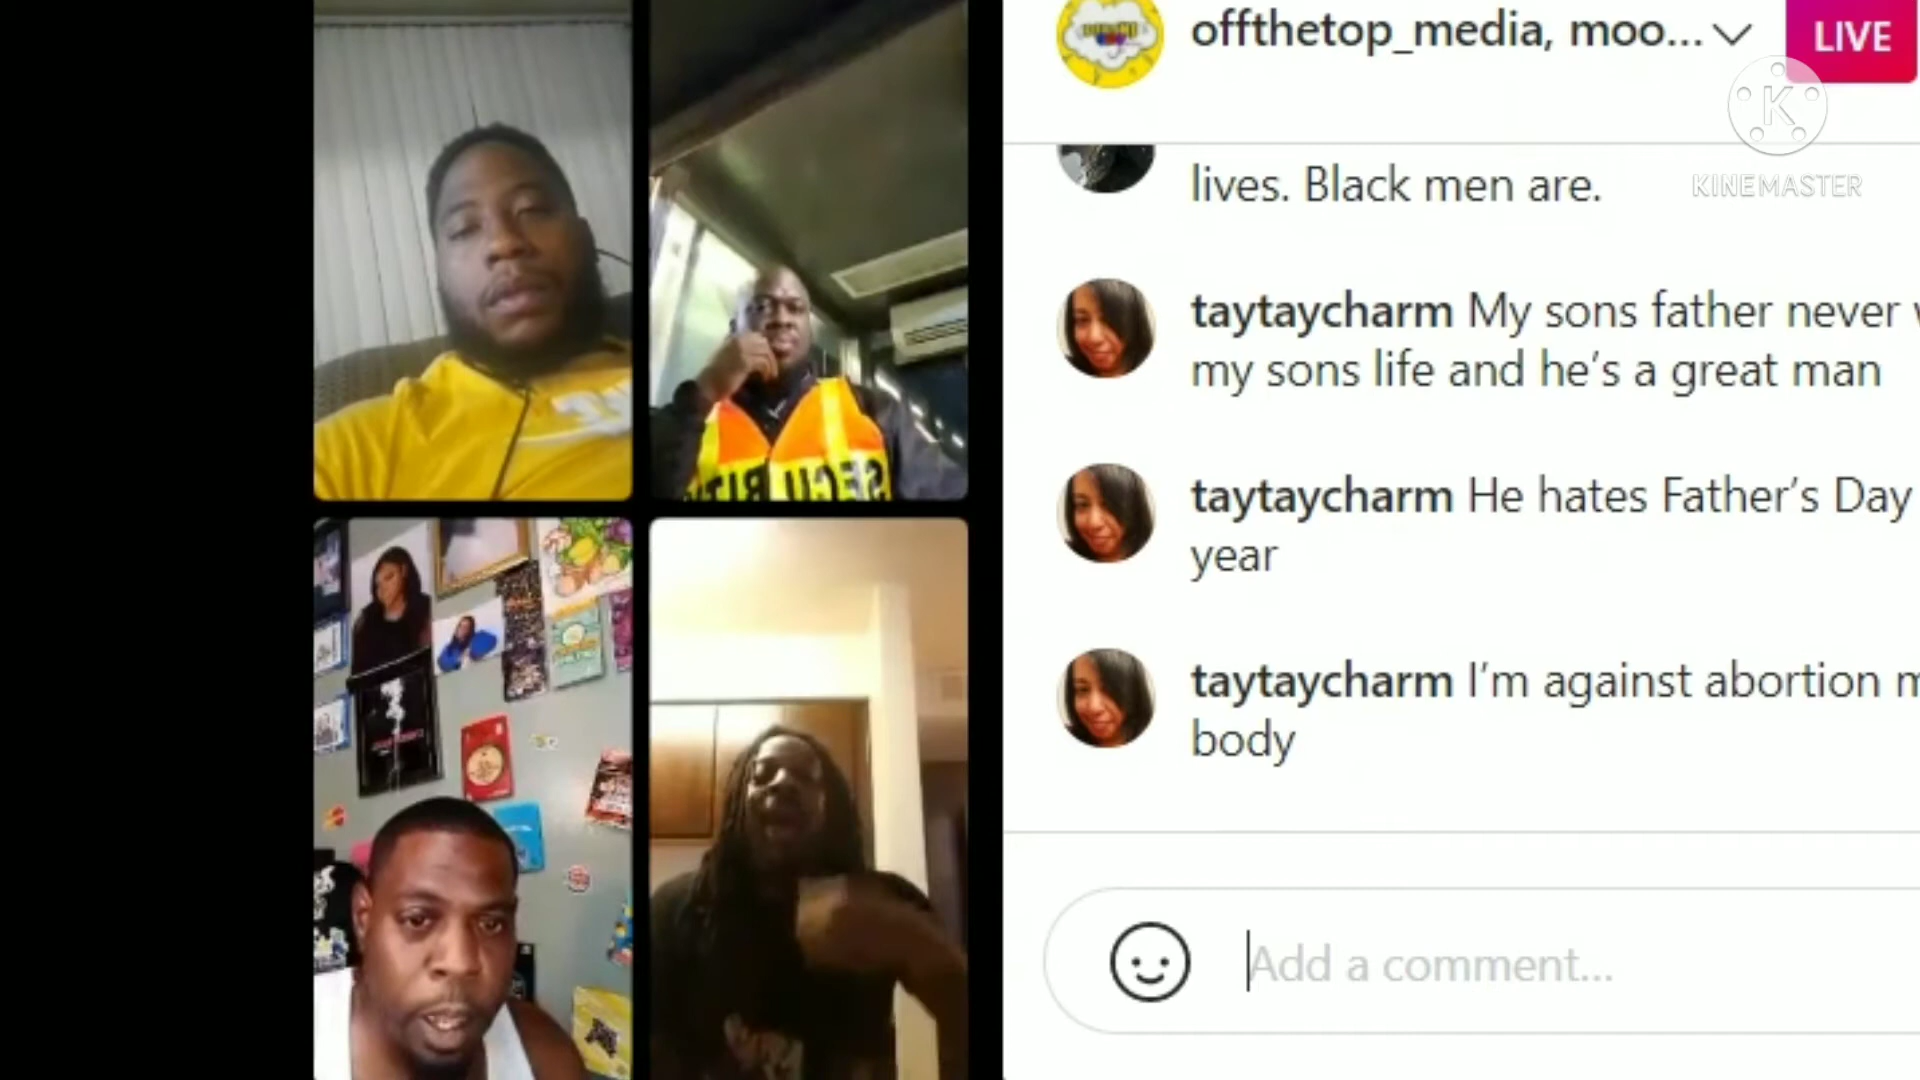 offthetop_media, moo...
LIVE
KINEMASTER
lives. Black men are.
taytaycharm My sons father never
my sons life and he's a great man
taytaycharm He hates Father's Day
year
taytaycharm I'm against abortion
body
Add a comment...
SECURITY